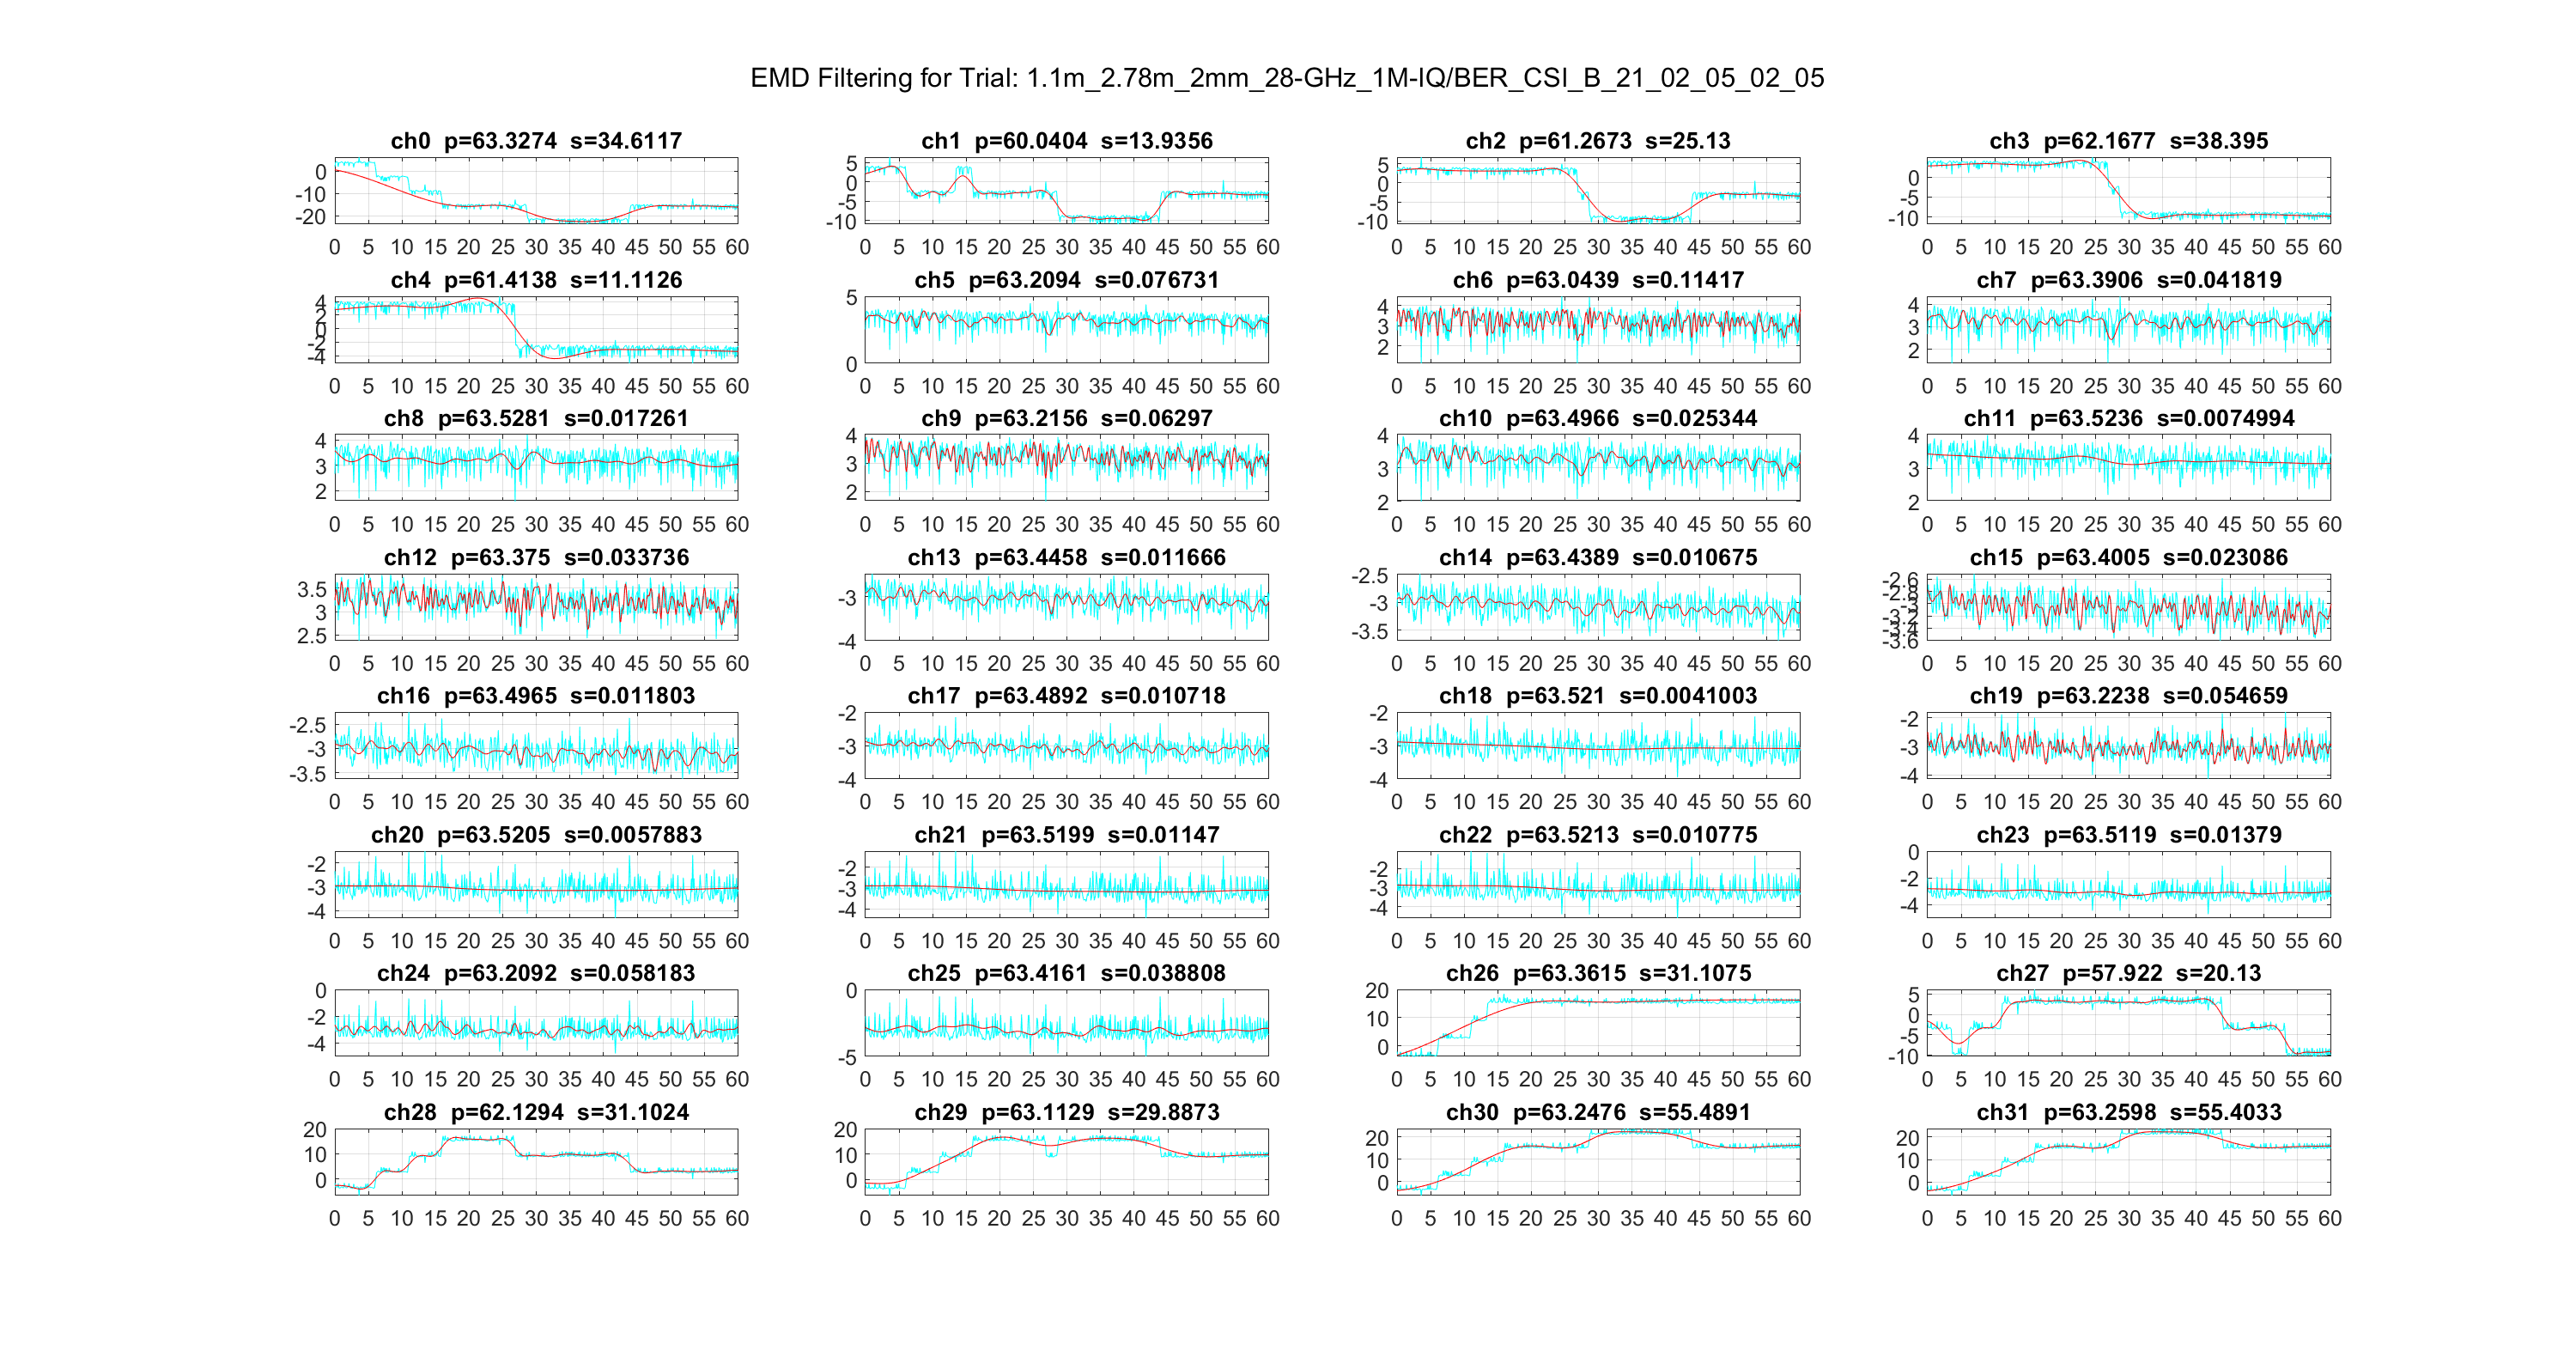 EMD Filtering for Trial: 1.1m_2.78m_2mm_28-GHz_1M-IQ/BER_CSI_B_21_02_05_02_05
ch0 p=63.3274 s=34.6117
0
-10
-20
0 5 10 15 20 25 30 35 40 45 50 55 60
ch1 p=60.0404 s=13.9356
5
0
-5
-10
0 5 10 15 20 25 30 35 40 45 50 55 60
ch2 p=61.2673 s=25.13
5
0
-5
-10
0 5 10 15 20 25 30 35 40 45 50 55 60
ch3 p=62.1677 s=38.395
0
-5
-10
0 5 10 15 20 25 30 35 40 45 50 55 60
ch4 p=61.4138 s=11.1126
4
2
0
-2
-4
0 5 10 15 20 25 30 35 40 45 50 55 60
ch5 p=63.2094 s=0.076731
5
0
0 5 10 15 20 25 30 35 40 45 50 55 60
ch6 p=63.0439 s=0.11417
4
3
2
0 5 10 15 20 25 30 35 40 45 50 55 60
ch7 p=63.3906 s=0.041819
4
3
2
0 5 10 15 20 25 30 35 40 45 50 55 60
ch8 p=63.5281 s=0.017261
4
3
2
0 5 10 15 20 25 30 35 40 45 50 55 60
ch9 p=63.2156 s=0.06297
4
3
2
0 5 10 15 20 25 30 35 40 45 50 55 60
ch10 p=63.4966 s=0.025344
4
3
2
0 5 10 15 20 25 30 35 40 45 50 55 60
ch11 p=63.5236 s=0.0074994
4
3
2
0 5 10 15 20 25 30 35 40 45 50 55 60
ch12 p=63.375 s=0.033736
3.5
3
2.5
0 5 10 15 20 25 30 35 40 45 50 55 60
ch13 p=63.4458 s=0.011666
-3
-4
0 5 10 15 20 25 30 35 40 45 50 55 60
ch14 p=63.4389 s=0.010675
-2.5
-3
-3.5
0 5 10 15 20 25 30 35 40 45 50 55 60
ch15 p=63.4005 s=0.023086
-2.6
-2.8
-3
-3.2
-3.4
-3.6
0 5 10 15 20 25 30 35 40 45 50 55 60
ch16 p=63.4965 s=0.011803
-2.5
-3
-3.5
0 5 10 15 20 25 30 35 40 45 50 55 60
ch17 p=63.4892 s=0.010718
-2
-3
-4
0 5 10 15 20 25 30 35 40 45 50 55 60
ch18 p=63.521 s=0.0041003
-2
-3
-4
0 5 10 15 20 25 30 35 40 45 50 55 60
ch19 p=63.2238 s=0.054659
-2
-3
-4
0 5 10 15 20 25 30 35 40 45 50 55 60
ch20 p=63.5205 s=0.0057883
-2
-3
-4
0 5 10 15 20 25 30 35 40 45 50 55 60
ch21 p=63.5199 s=0.01147
-2
-3
-4
0 5 10 15 20 25 30 35 40 45 50 55 60
ch22 p=63.5213 s=0.010775
-2
-3
-4
0 5 10 15 20 25 30 35 40 45 50 55 60
ch23 p=63.5119 s=0.01379
0
-2
-4
0 5 10 15 20 25 30 35 40 45 50 55 60
ch24 p=63.2092 s=0.058183
0
-2
-4
0 5 10 15 20 25 30 35 40 45 50 55 60
ch25 p=63.4161 s=0.038808
0
-5
0 5 10 15 20 25 30 35 40 45 50 55 60
ch26 p=63.3615 s=31.1075
20
10
0
0 5 10 15 20 25 30 35 40 45 50 55 60
ch27 p=57.922 s=20.13
5
0
-5
-10
0 5 10 15 20 25 30 35 40 45 50 55 60
ch28 p=62.1294 s=31.1024
20
10
0
0 5 10 15 20 25 30 35 40 45 50 55 60
ch29 p=63.1129 s=29.8873
20
10
0
0 5 10 15 20 25 30 35 40 45 50 55 60
ch30 p=63.2476 s=55.4891
20
10
0
0 5 10 15 20 25 30 35 40 45 50 55 60
ch31 p=63.2598 s=55.4033
20
10
0
0 5 10 15 20 25 30 35 40 45 50 55 60